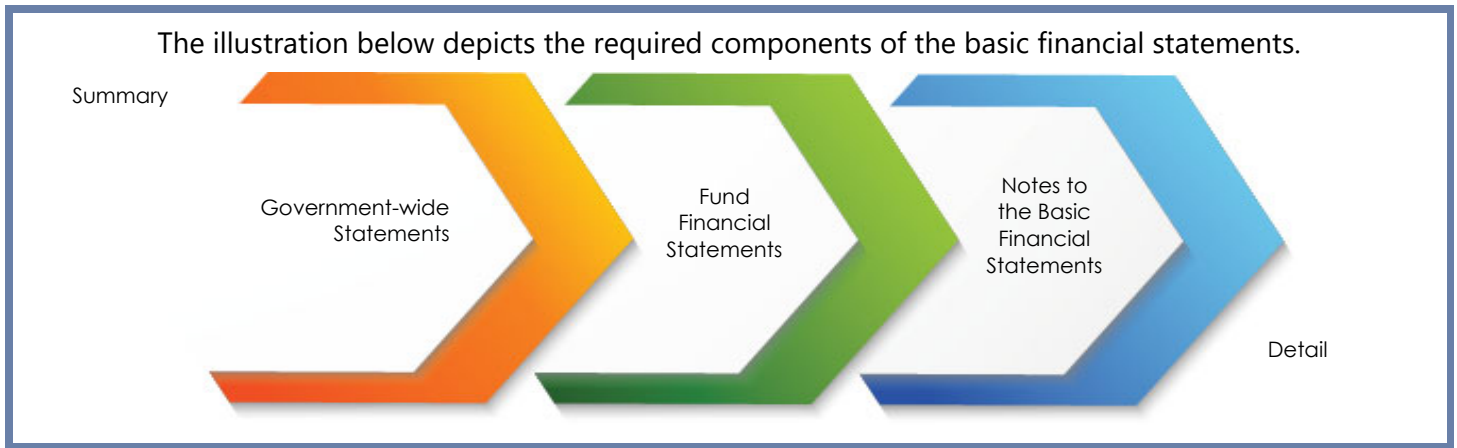 The illustration below depicts the required components of the basic financial statements.
Summary
Government-wide
Statements
Fund
Financial
Statements
Notes to
the Basic
Financial
Statements
Detail